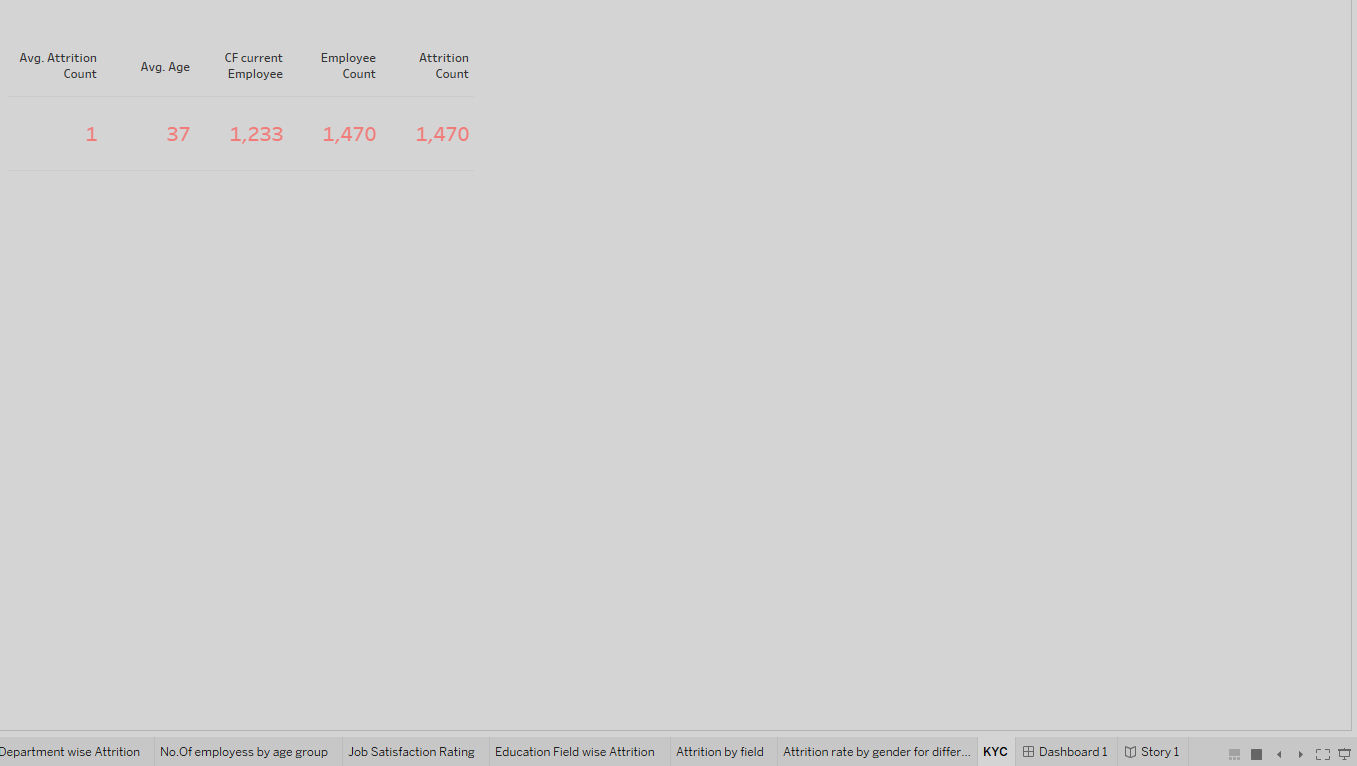 Avg. Attrition Count
Avg. Age
CF current Employee
Employee Count
Attrition Count
1 37 1,233 1,470 1,470
Department wise Attrition
No.Of employess by age group
Job Satisfaction Rating
Education Field wise Attrition
Attrition by field
Attrition rate by gender for differ...
KYC
Dashboard 1
Story 1